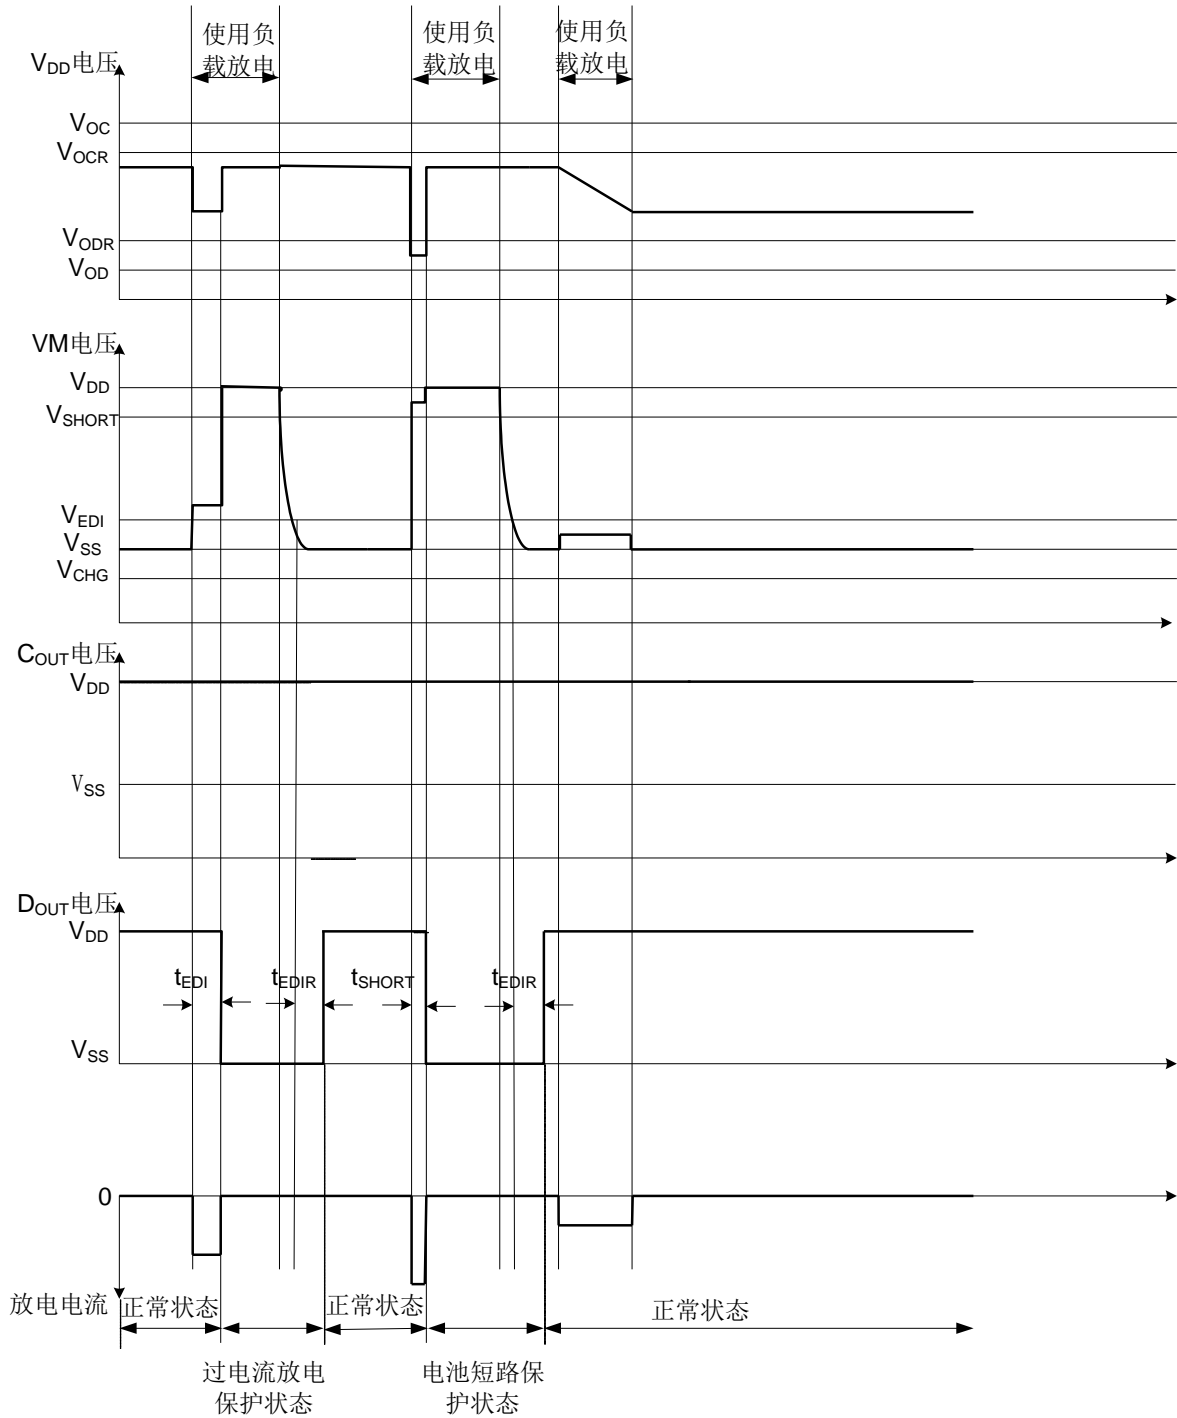 使用负
载放电
使用负
载放电
使用负
载放电
VDD电压
VOC
VOCR
VODR
VOD
VM电压
VDD
VSHORT
VEDI
VSS
VCHG
COUT电压
VDD
VSS
DOUT电压
VDD
tEDI
tEDIR
tSHORT
tEDIR
VSS
0
放电电流
正常状态
正常状态
正常状态
过电流放电
保护状态
电池短路保
护状态